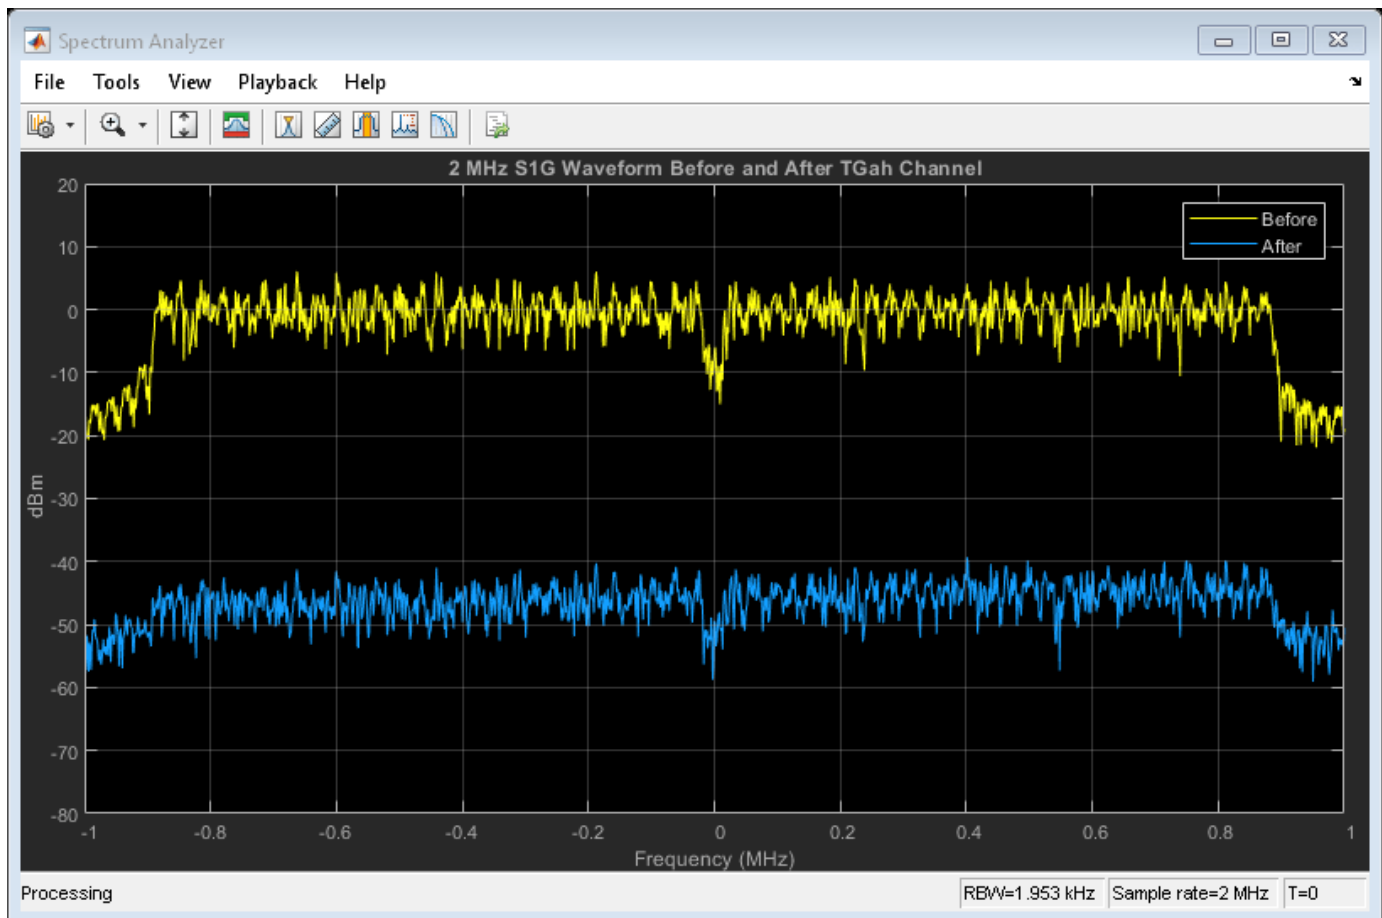 Spectrum Analyzer
File Tools View Playback Help
2 MHz S1G Waveform Before and After TGah Channel
Before
After
20
10
0
-10
-20
-30
-40
-50
-60
-70
-80
dBm
-1 -0.8 -0.6 -0.4 -0.2 0 0.2 0.4 0.6 0.8 1
Frequency (MHz)
Processing RBW=1.953 kHz Sample rate=2 MHz T=0